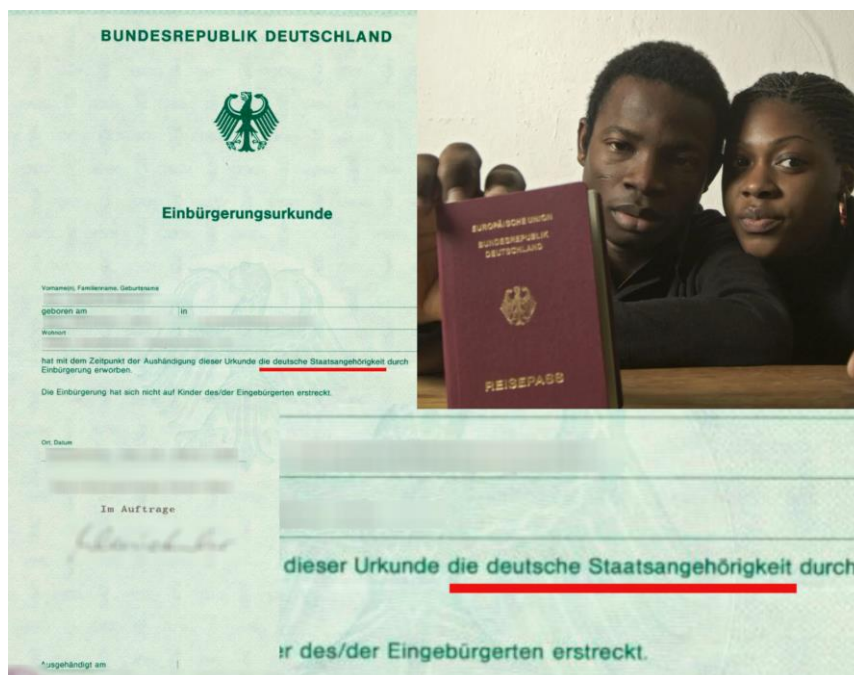 BUNDESREPUBLIK DEUTSCHLAND
Einbürgerungsurkunde
Vorname(n), Familienname, Geburtsname
geboren am
in
Wohnort
hat mit dem Zeitpunkt der Aushändigung dieser Urkunde die deutsche Staatsangehörigkeit durch
Einbürgerung erworben.
Die Einbürgerung hat sich nicht auf Kinder des/der Eingebürgerten erstreckt.
Ort, Datum
Im Auftrage
Ausgehändigt am
EUROPÄISCHE UNION
BUNDESREPUBLIK
DEUTSCHLAND
REISEPASS
dieser Urkunde die deutsche Staatsangehörigkeit durch
er des/der Eingebürgerten erstreckt.